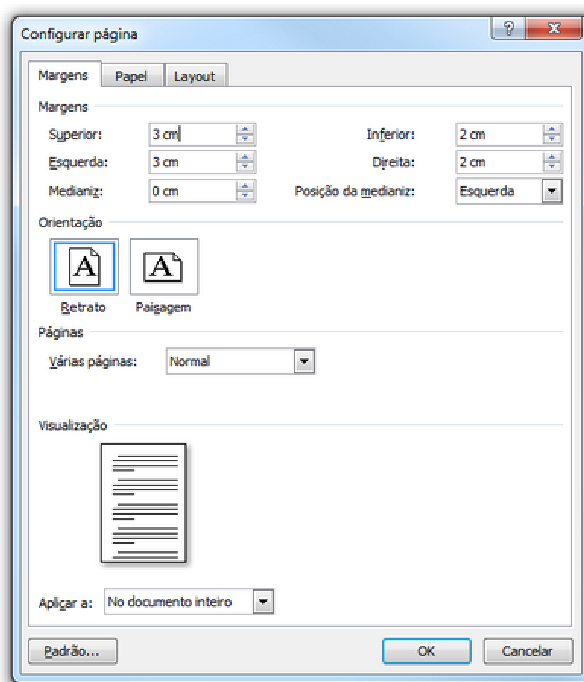 Configurar página
Margens Papel Layout
Margens
Superior: 3 cm Inferior: 2 cm
Esquerda: 3 cm Direita: 2 cm
Medianiz: 0 cm Posição da medianiz: Esquerda
Orientação
A A
Retrato Paisagem
Páginas
Várias páginas: Normal
Visualização
Aplicar a: No documento inteiro
Padrão... OK Cancelar